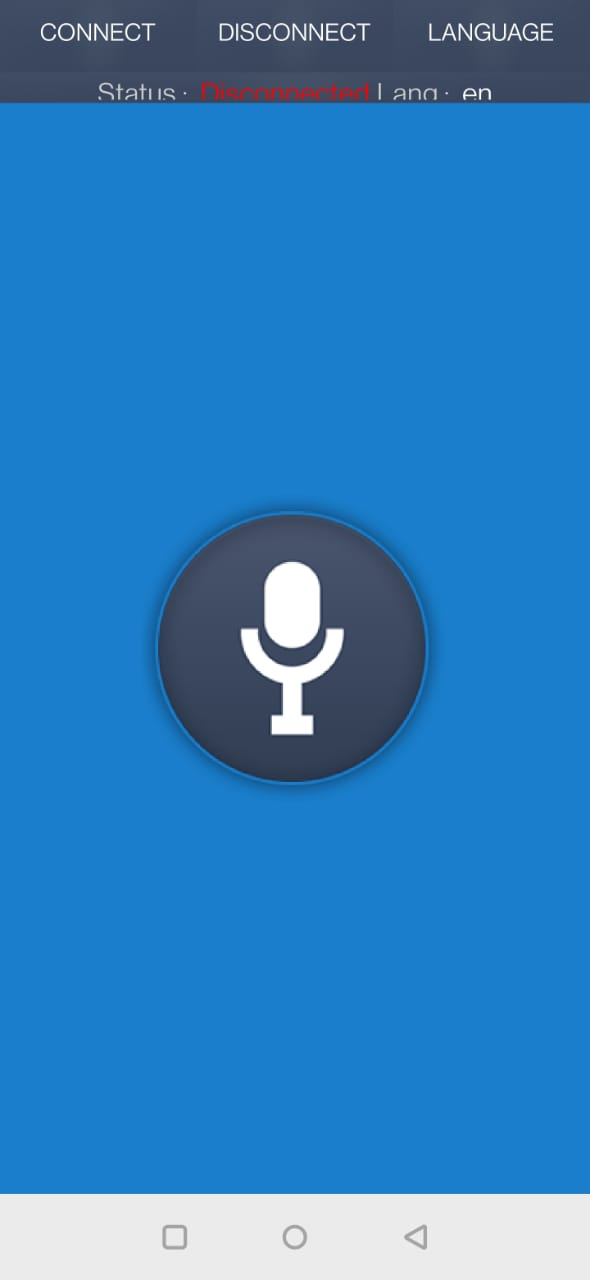 CONNECT DISCONNECT LANGUAGE
Status : Disconnected Lang : en